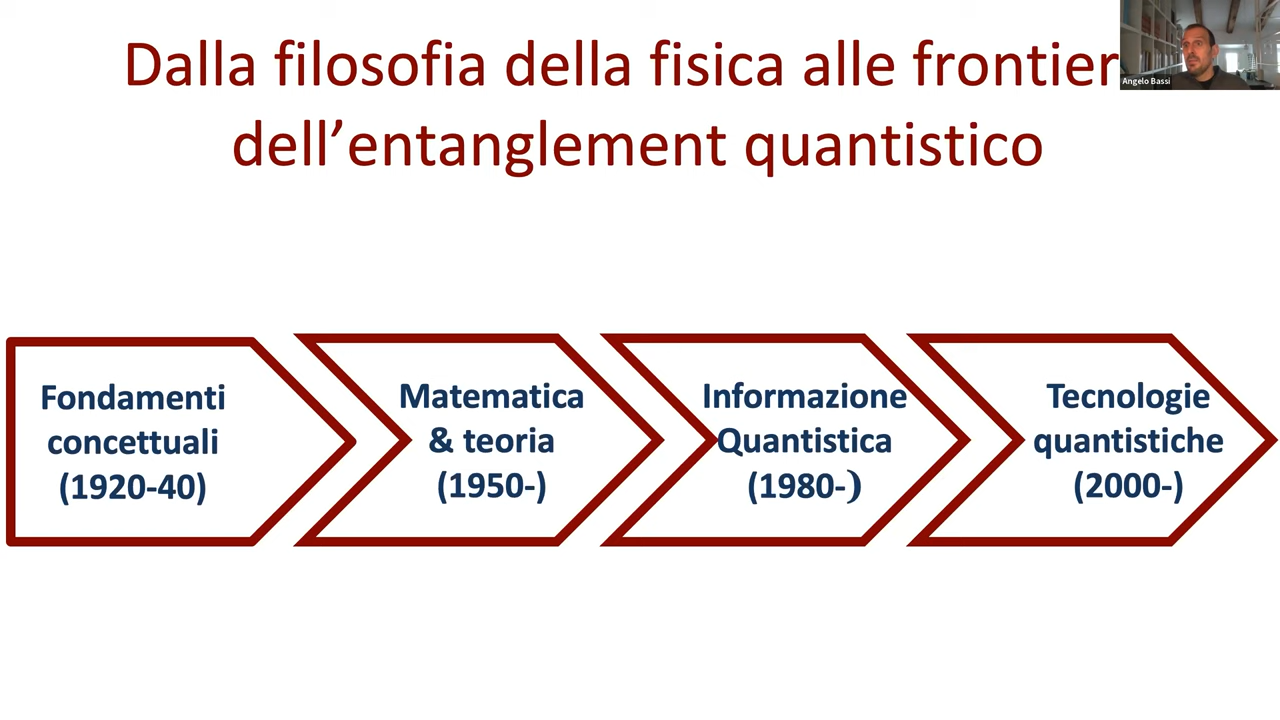 Dalla filosofia della fisica alle frontier
dell’entanglement quantistico
Angelo Bassi
Fondamenti
concettuali
(1920-40)
Matematica
& teoria
(1950-)
Informazione
Quantistica
(1980-)
Tecnologie
quantistiche
(2000-)